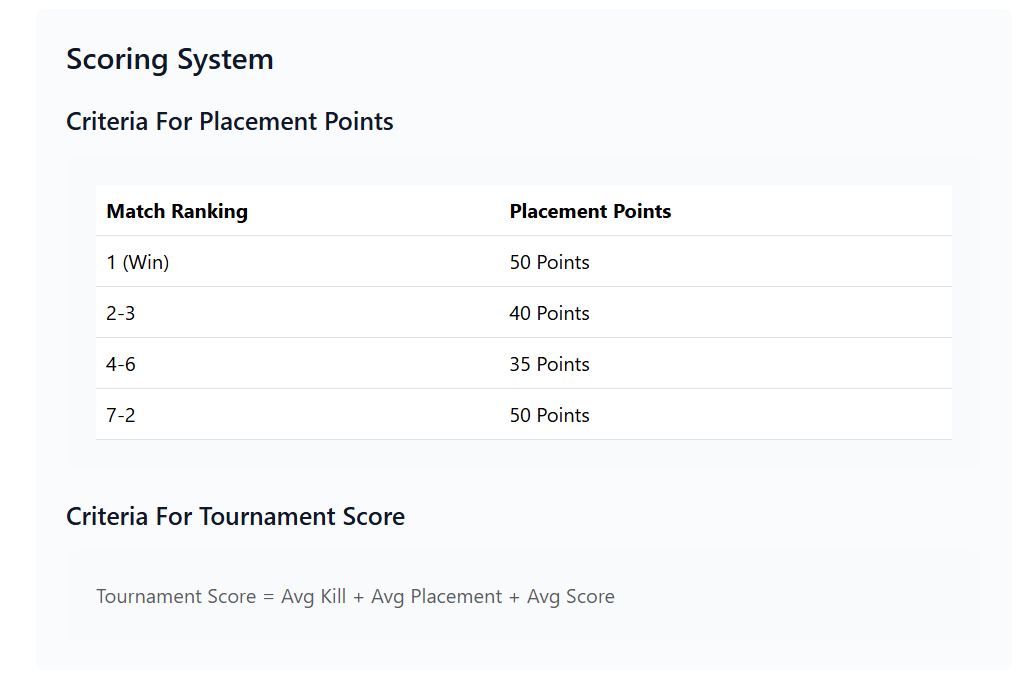 Scoring System
Criteria For Placement Points
Match Ranking Placement Points
1 (Win) 50 Points
2-3 40 Points
4-6 35 Points
7-2 50 Points
Criteria For Tournament Score
Tournament Score = Avg Kill + Avg Placement + Avg Score